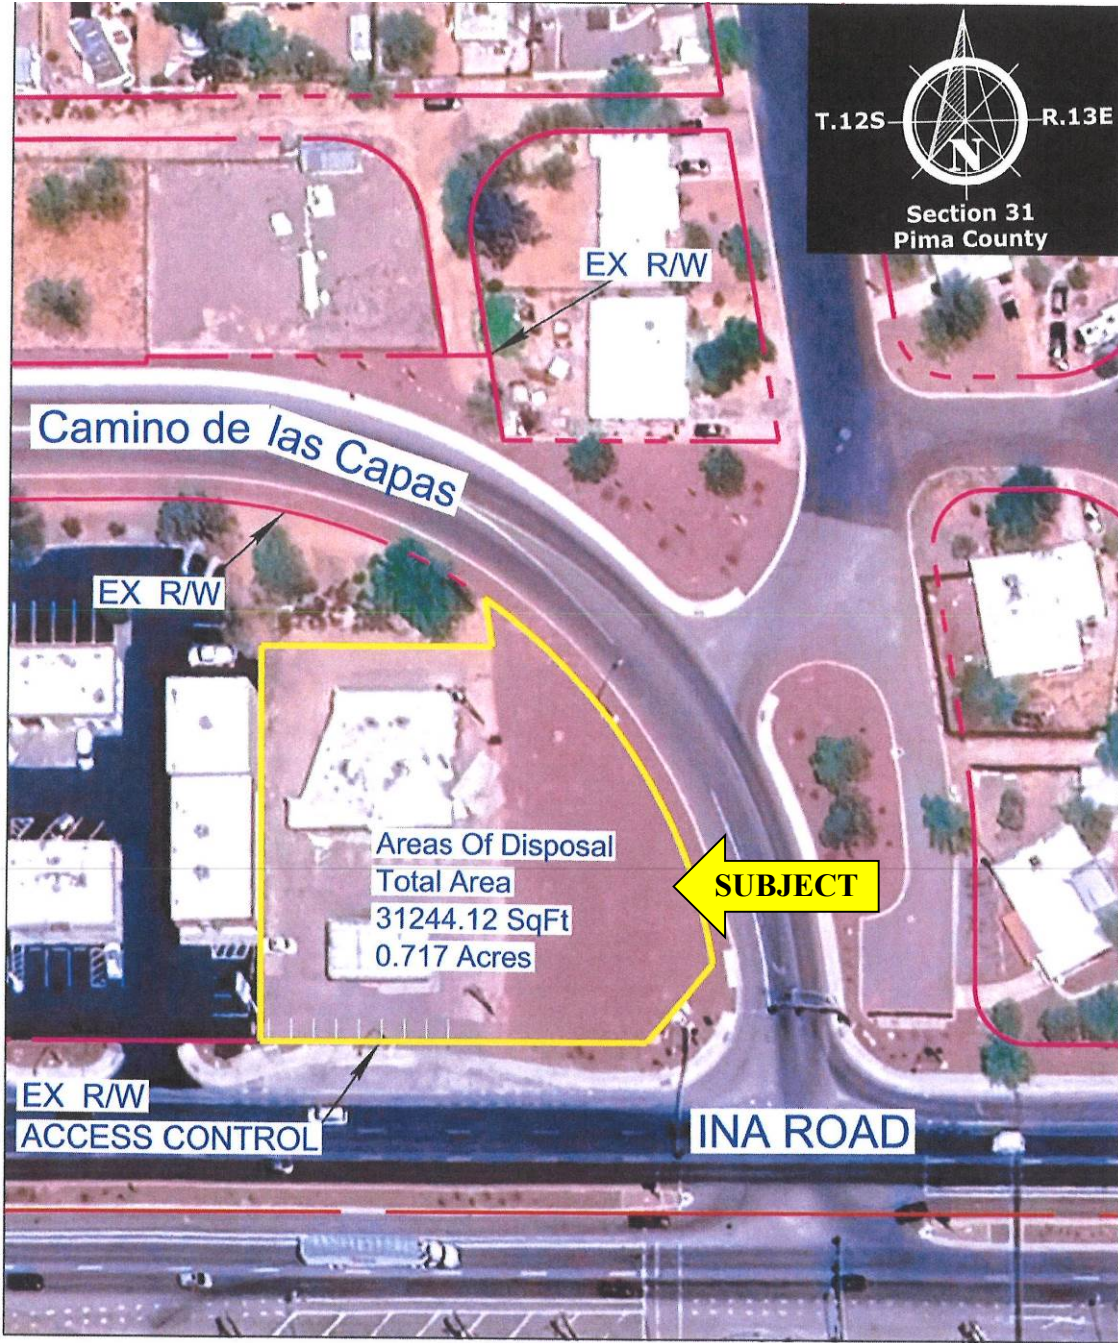 T.12S
R.13E
N
Section 31
Pima County
EX R/W
Camino de las Capas
EX R/W
Areas Of Disposal
Total Area
31244.12 SqFt
0.717 Acres
SUBJECT
EX R/W
ACCESS CONTROL
INA ROAD